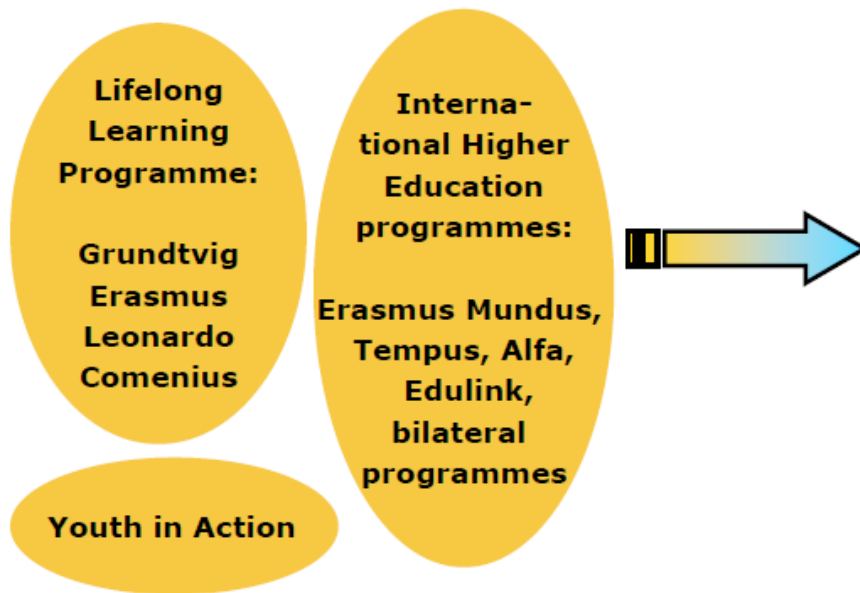 Lifelong
Learning
Programme:
Grundtvig
Erasmus
Leonardo
Comenius
Interna-
tional Higher
Education
programmes:
Erasmus Mundus,
Tempus, Alfa,
Edulink,
bilateral
programmes
Youth in Action